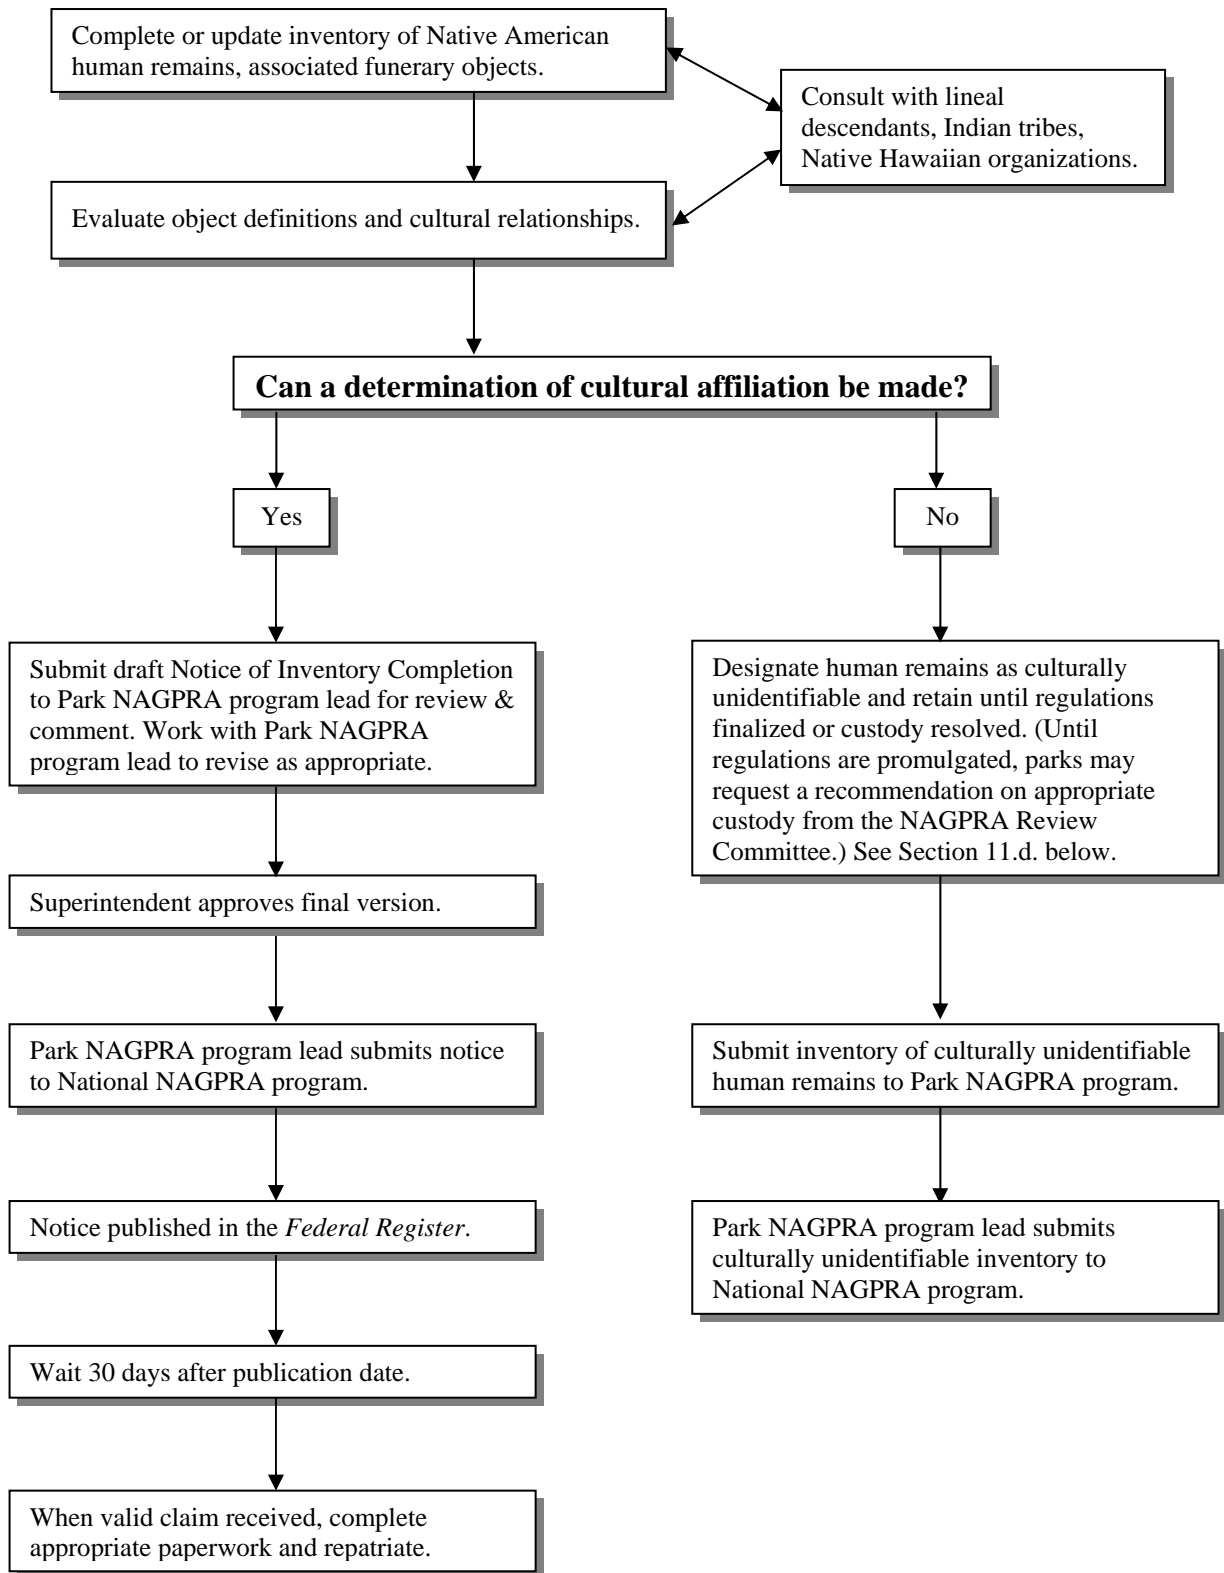 Complete or update inventory of Native American
human remains, associated funerary objects.
Consult with lineal
descendants, Indian tribes,
Native Hawaiian organizations.
Evaluate object definitions and cultural relationships.
Can a determination of cultural affiliation be made?
Yes
No
Submit draft Notice of Inventory Completion
to Park NAGPRA program lead for review &
comment. Work with Park NAGPRA
program lead to revise as appropriate.
Designate human remains as culturally
unidentifiable and retain until regulations
finalized or custody resolved. (Until
regulations are promulgated, parks may
request a recommendation on appropriate
custody from the NAGPRA Review
Committee.) See Section 11.d. below.
Superintendent approves final version.
Park NAGPRA program lead submits notice
to National NAGPRA program.
Submit inventory of culturally unidentifiable
human remains to Park NAGPRA program.
Notice published in the Federal Register.
Park NAGPRA program lead submits
culturally unidentifiable inventory to
National NAGPRA program.
Wait 30 days after publication date.
When valid claim received, complete
appropriate paperwork and repatriate.